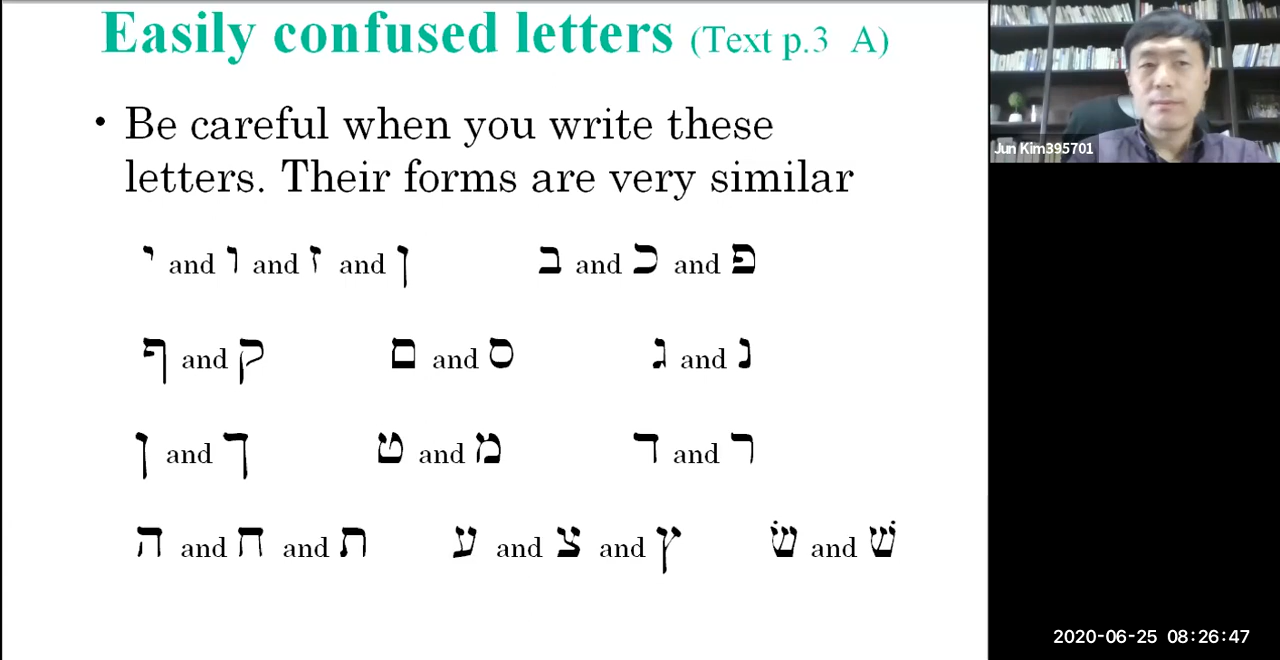 Easily confused letters (Text p.3 A)
• Be careful when you write these
letters. Their forms are very similar
י and ו and ז and ן ב and כ and פ
ף and ק ם and ס ג and נ
ן and ך ט and מ ד and ר
ה and ח and ת ע and צ and ץ שׂ and שׁ
Jun Kim395701
2020-06-25 08:26:47